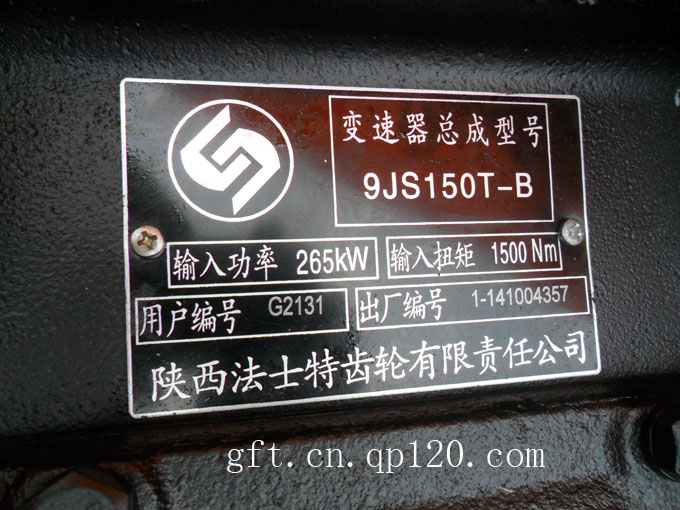 变速器总成型号
9JS150T-B
输入功率 265kW 输入扭矩 1500 Nm
用户编号 G2131 出厂编号 1-141004357
陕西法士特齿轮有限责任公司
gft.cn.qp120.com